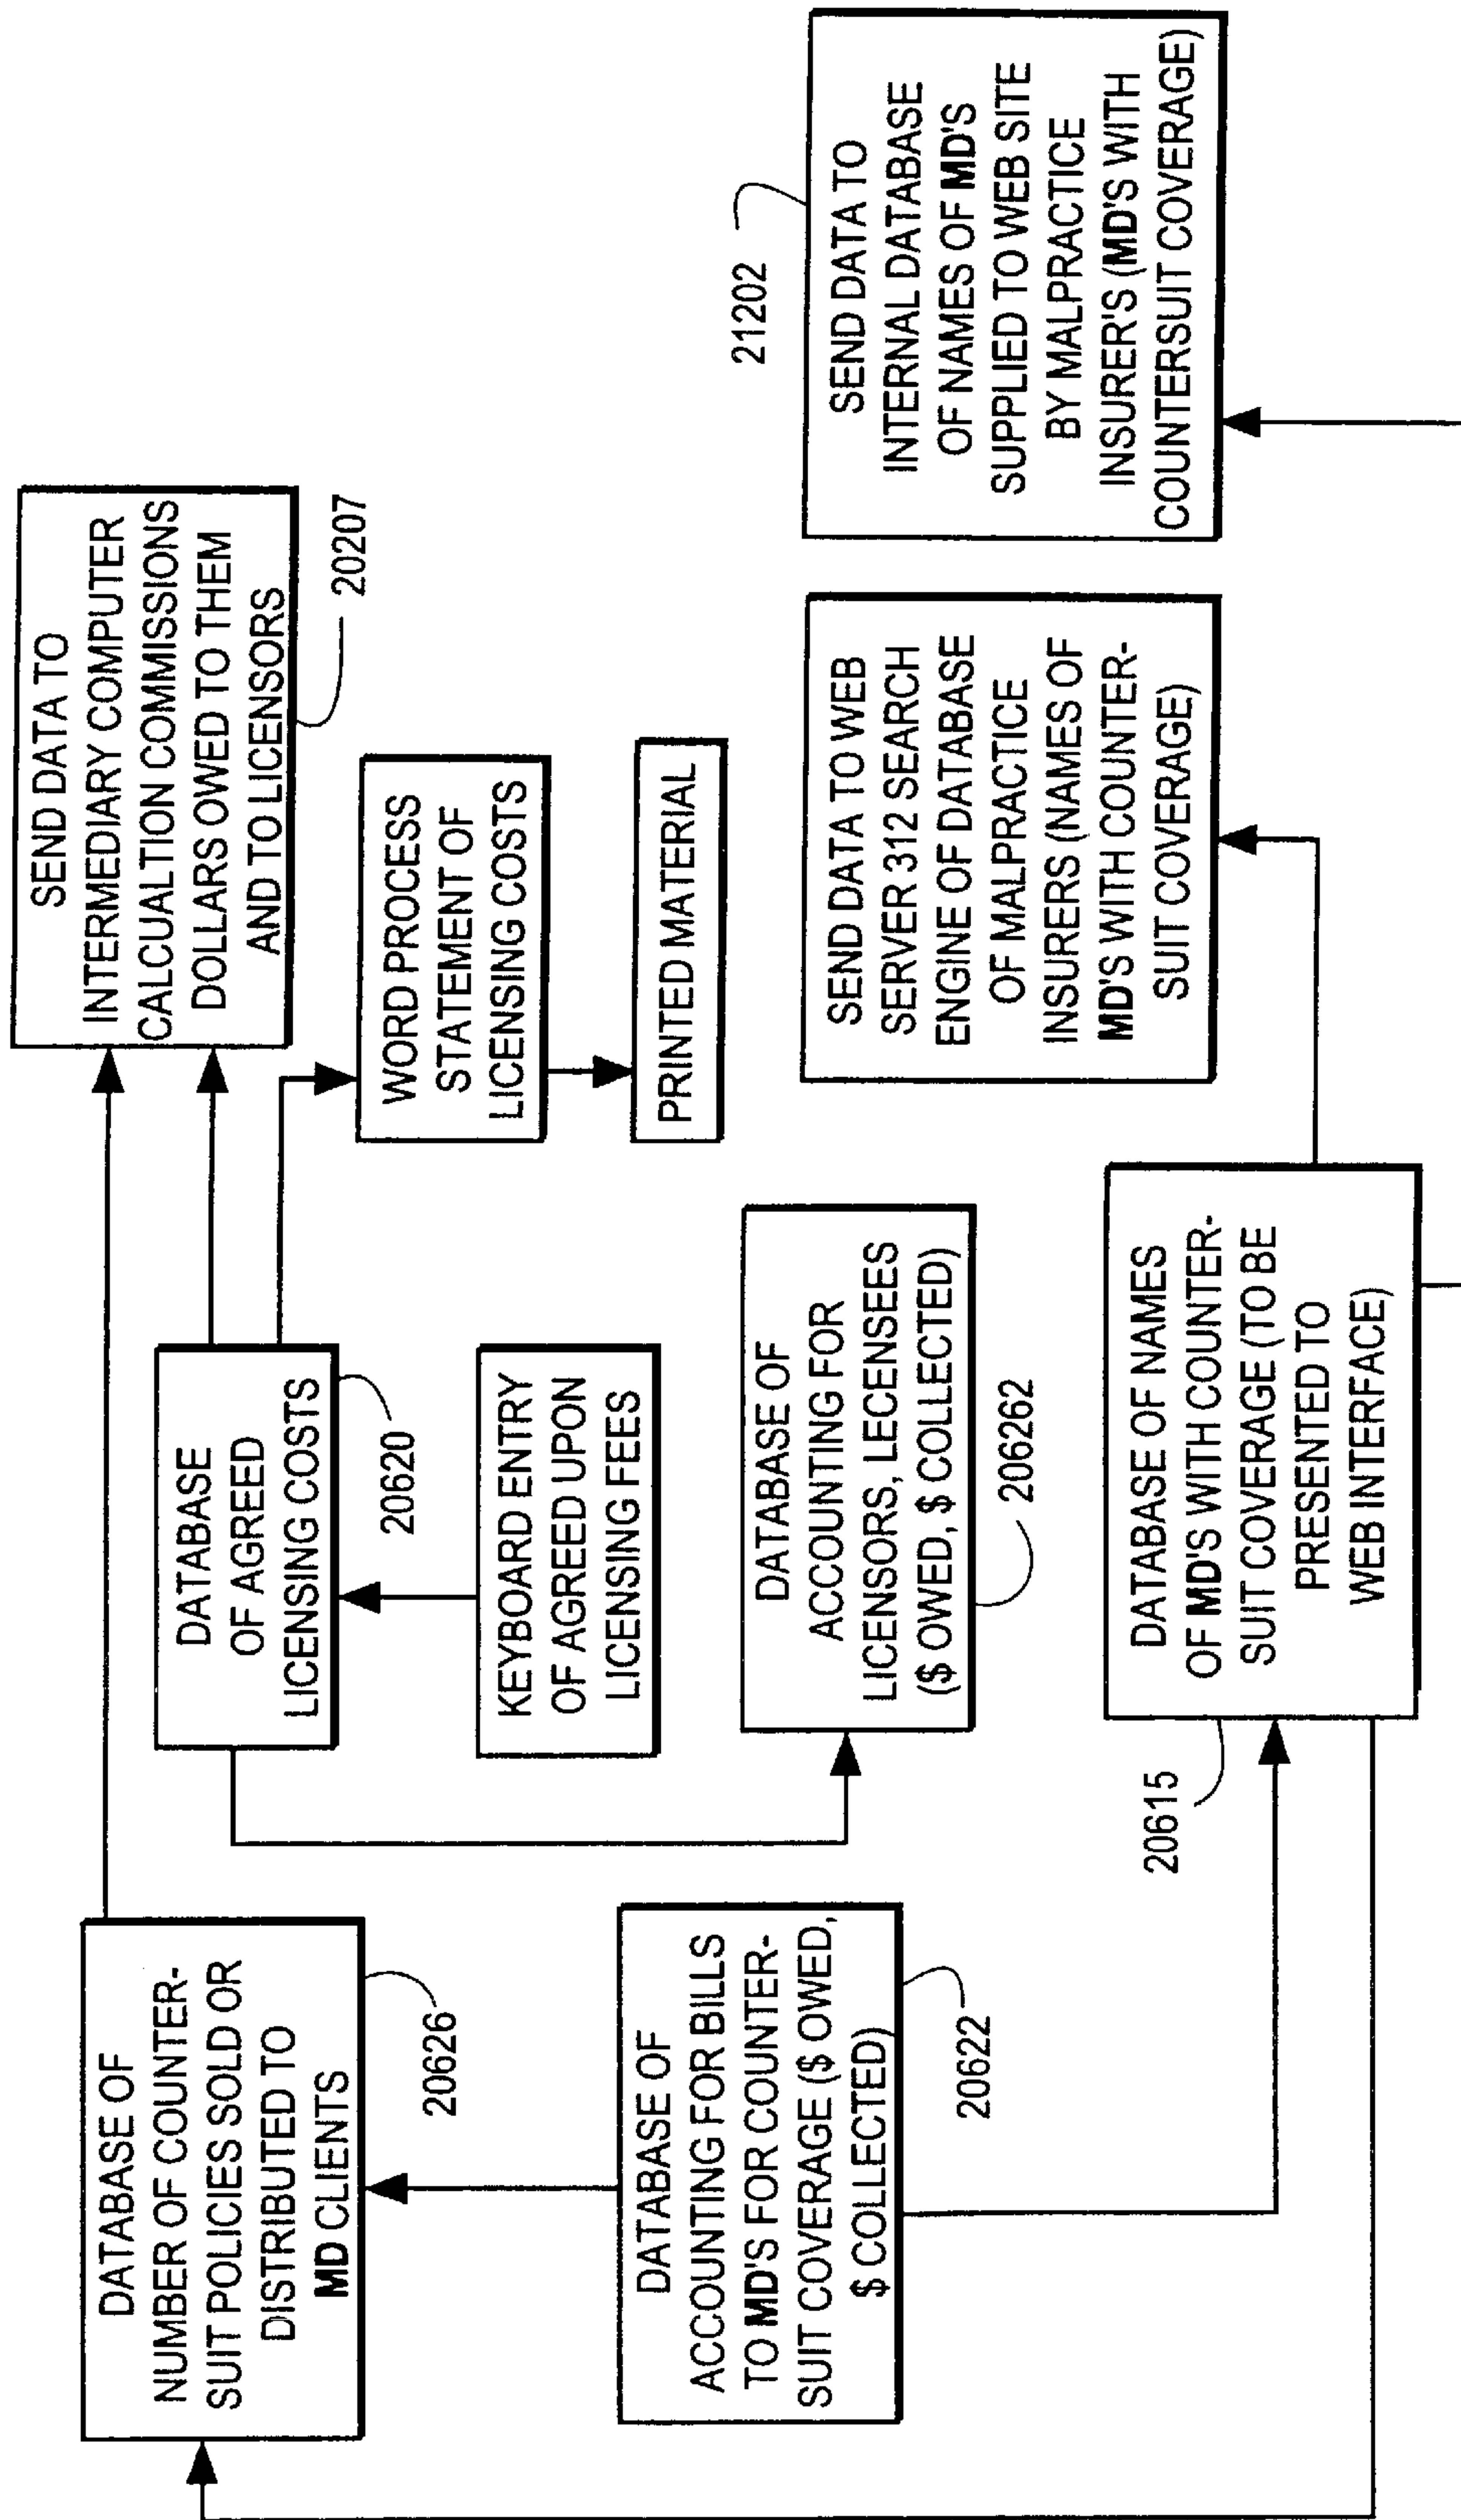 DATABASE OF
NUMBER OF COUNTER-
SUIT POLICIES SOLD OR
DISTRIBUTED TO
MD CLIENTS
20626
SEND DATA TO
INTERMEDIARY COMPUTER
CALCUALTION COMMISSIONS
DOLLARS OWED TO THEM
AND TO LICENSORS
20207
DATABASE
OF AGREED
LICENSING COSTS
20620
WORD PROCESS
STATEMENT OF
LICENSING COSTS
KEYBOARD ENTRY
OF AGREED UPON
LICENSING FEES
PRINTED MATERIAL
DATABASE OF
ACCOUNTING FOR BILLS
TO MD'S FOR COUNTER-
SUIT COVERAGE ($ OWED,
$ COLLECTED)
20622
DATABASE OF
ACCOUNTING FOR
LICENSORS, LECENSEES
($ OWED, $ COLLECTED)
206262
20615
DATABASE OF NAMES
OF MD'S WITH COUNTER-
SUIT COVERAGE (TO BE
PRESENTED TO
WEB INTERFACE)
SEND DATA TO WEB
SERVER 312 SEARCH
ENGINE OF DATABASE
OF MALPRACTICE
INSURERS (NAMES OF
MD'S WITH COUNTER-
SUIT COVERAGE)
21202
SEND DATA TO
INTERNAL DATABASE
OF NAMES OF MD'S
SUPPLIED TO WEB SITE
BY MALPRACTICE
INSURER'S (MD'S WITH
COUNTERSUIT COVERAGE)